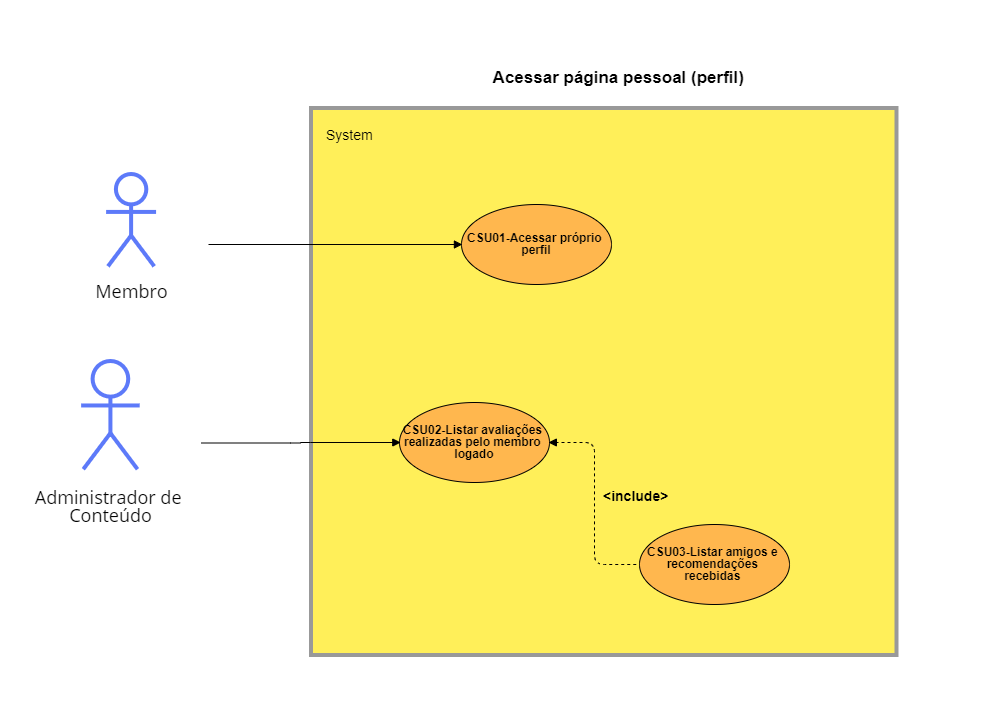 Acessar página pessoal (perfil)
System
Membro
CSU01-Acessar próprio
perfil
Administrador de
Conteúdo
CSU02-Listar avaliações
realizadas pelo membro
logado
<include>
CSU03-Listar amigos e
recomendações
recebidas